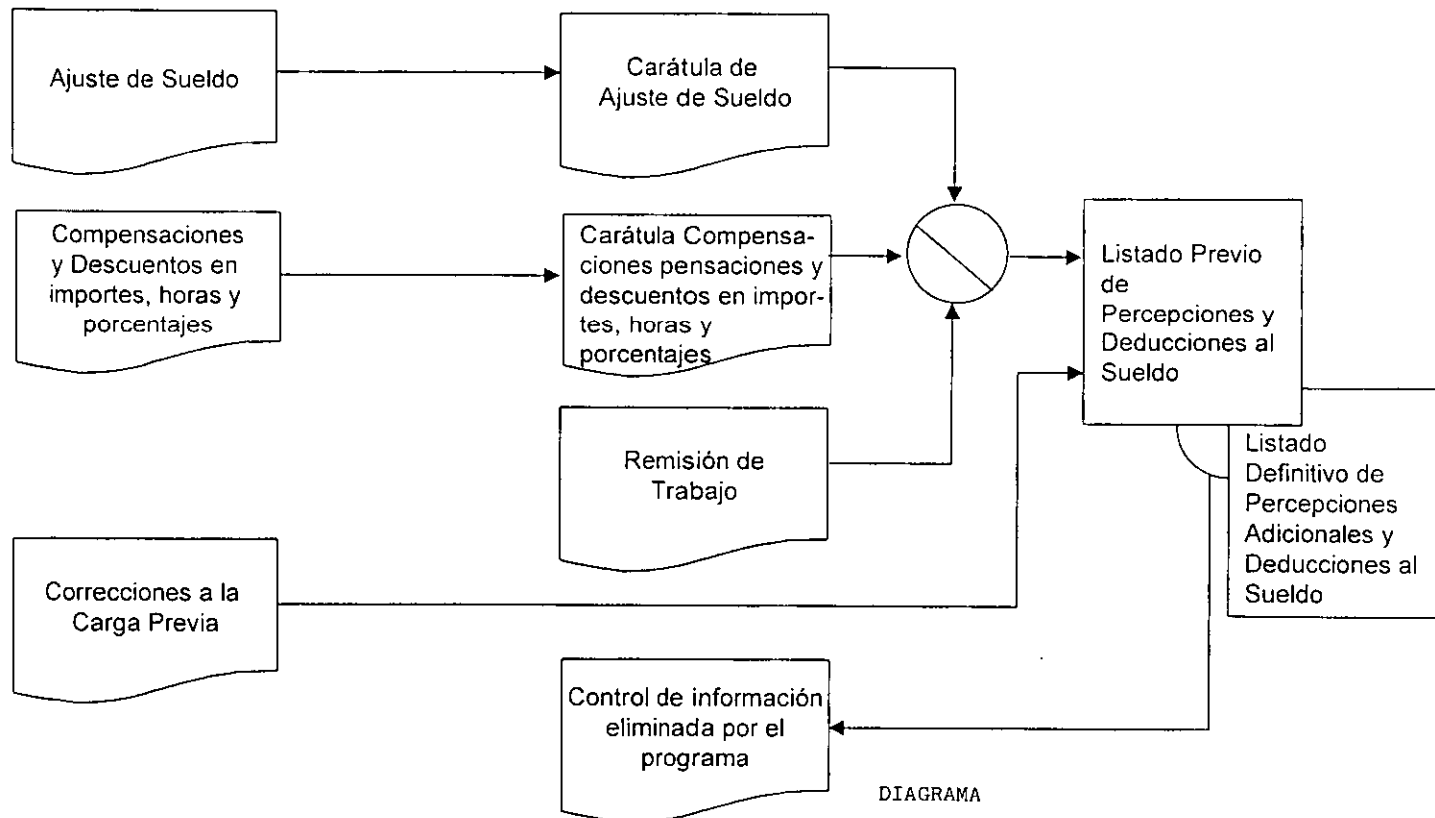 Ajuste de Sueldo
Carátula de
Ajuste de Sueldo
Compensaciones
y Descuentos en
importes, horas y
porcentajes
Carátula Compensa-
ciones pensaciones y
descuentos en impor-
tes, horas y
porcentajes
Listado Previo
de
Percepciones y
Deducciones al
Sueldo
Remisión de
Trabajo
Listado
Definitivo de
Percepciones
Adicionales y
Deducciones al
Sueldo
Correcciones a la
Carga Previa
Control de información
eliminada por el
programa
DIAGRAMA